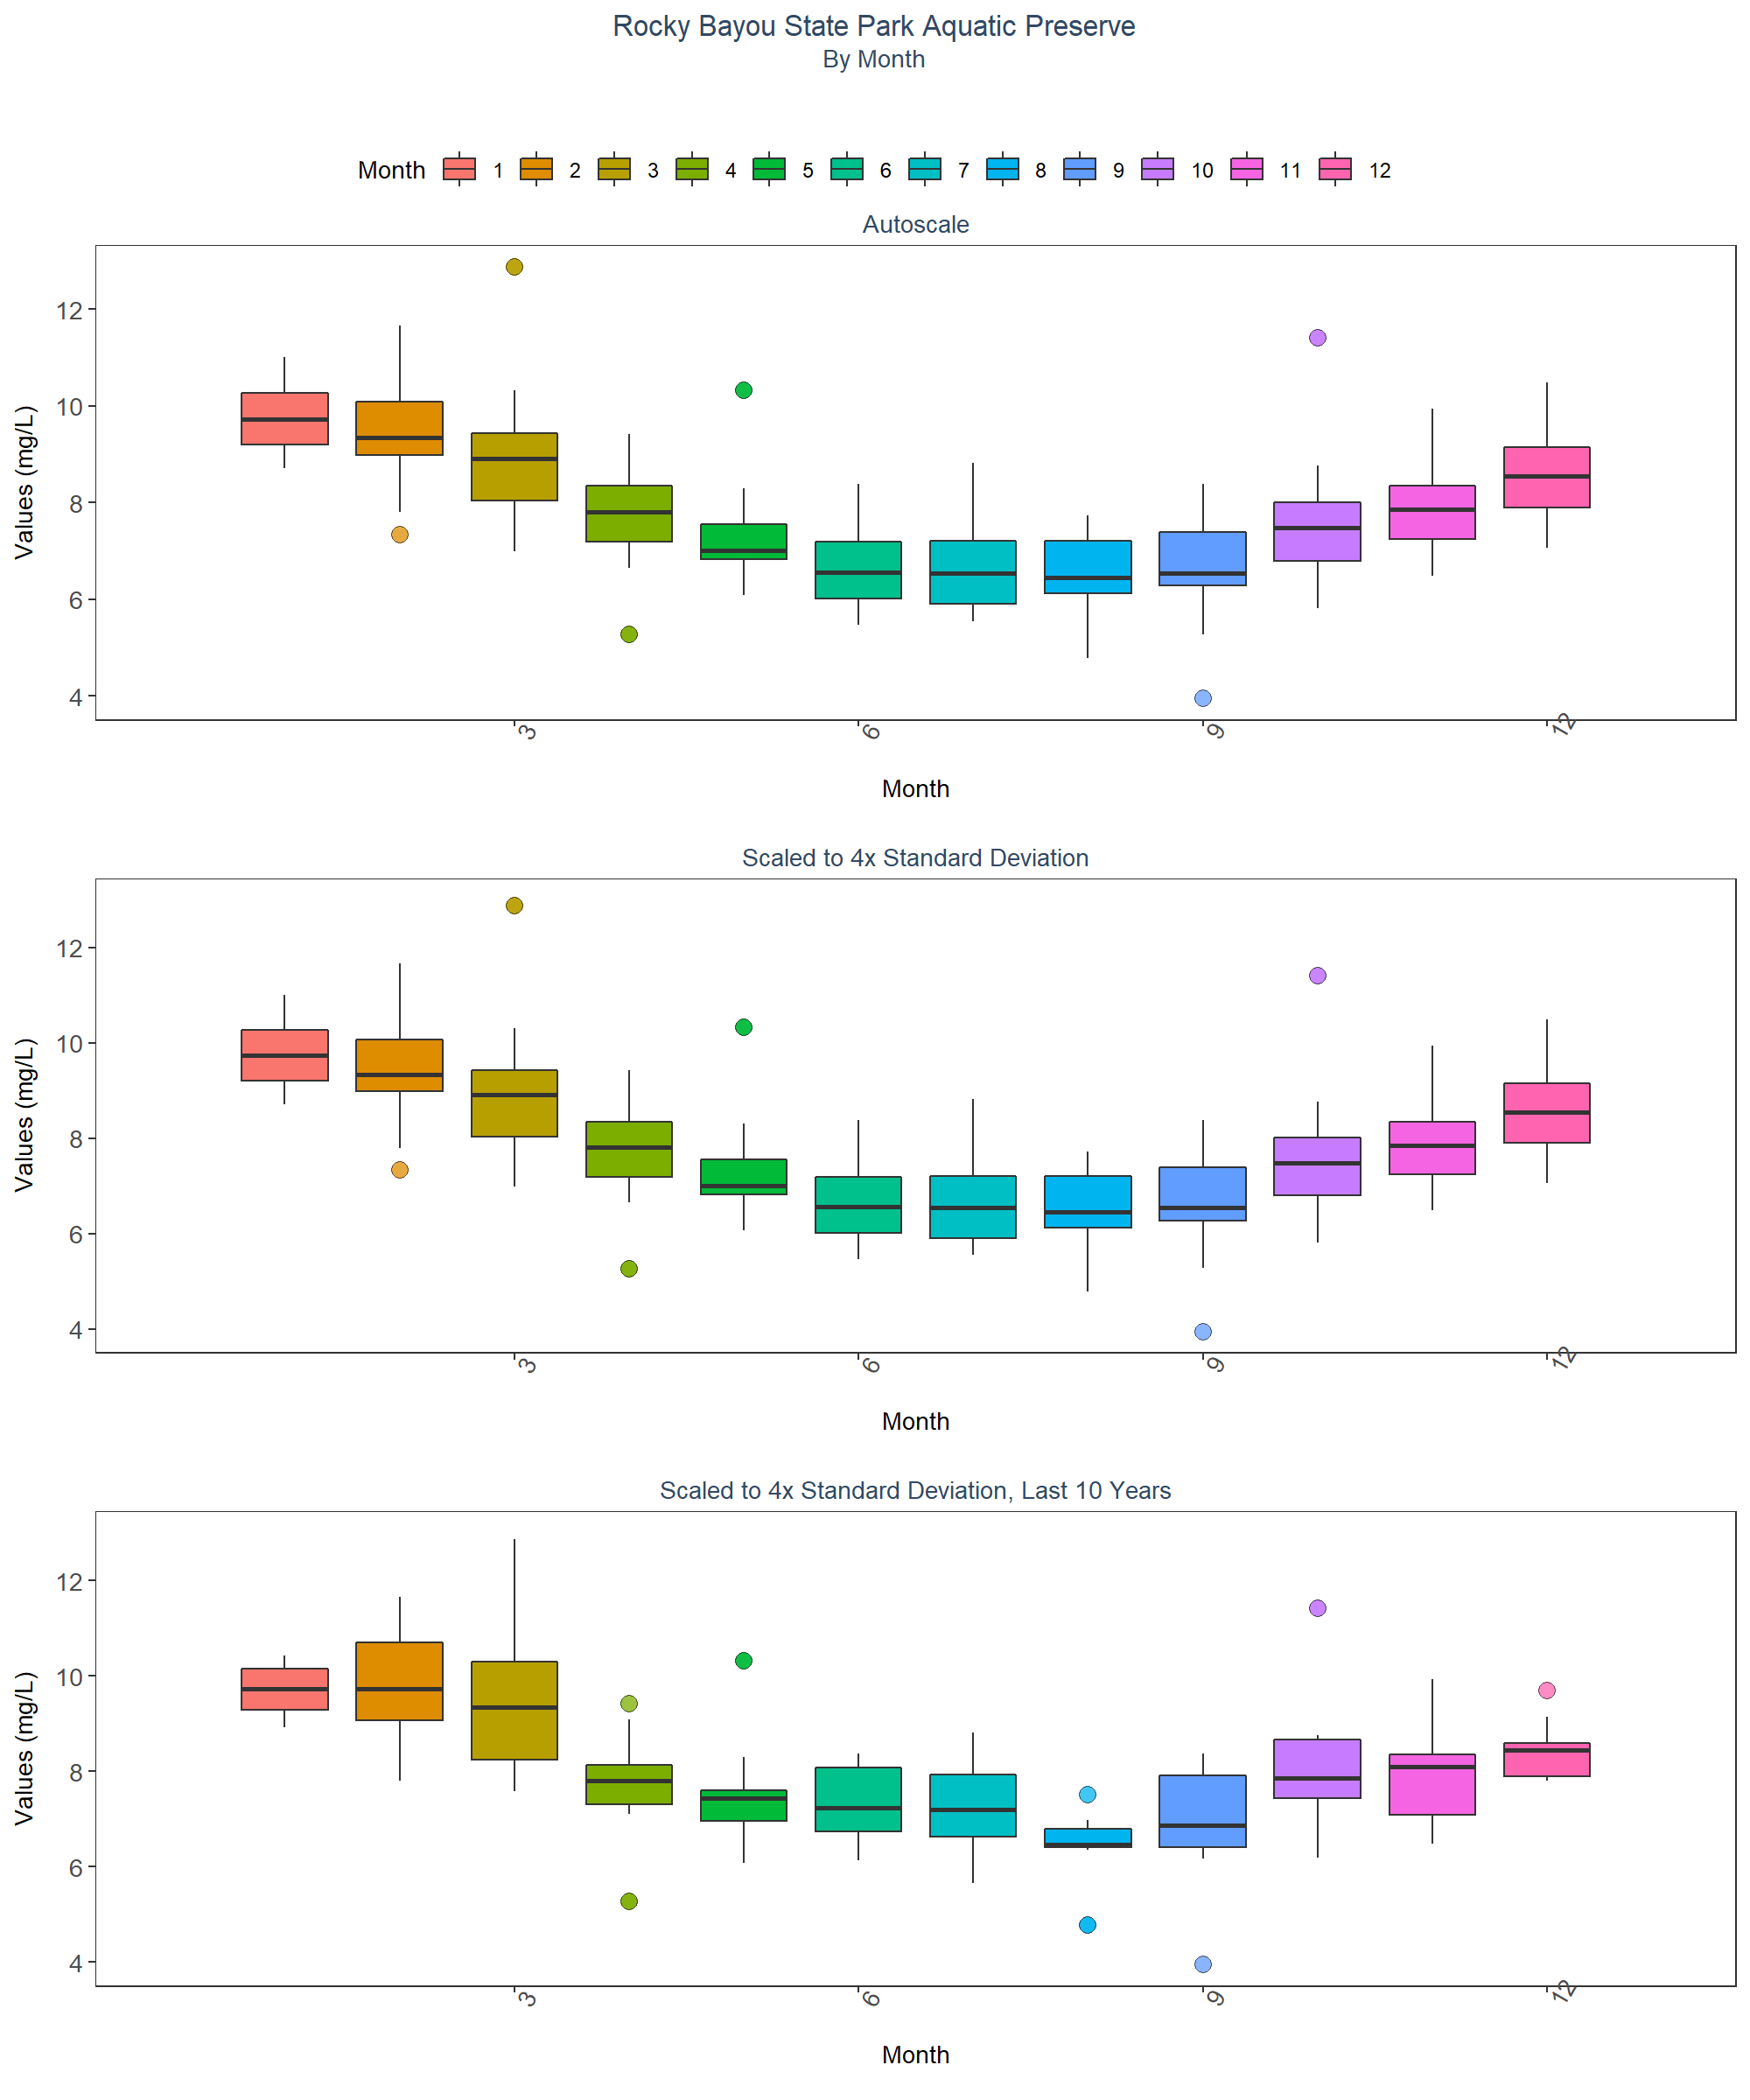 Rocky Bayou State Park Aquatic Preserve
By Month
Month 1 2 3 4 5 6 7 8 9 10 11 12
Autoscale
Values (mg/L)
12
10
8
6
4
3 6 9 12
Month
Scaled to 4x Standard Deviation
Values (mg/L)
12
10
8
6
4
3 6 9 12
Month
Scaled to 4x Standard Deviation, Last 10 Years
Values (mg/L)
12
10
8
6
4
3 6 9 12
Month